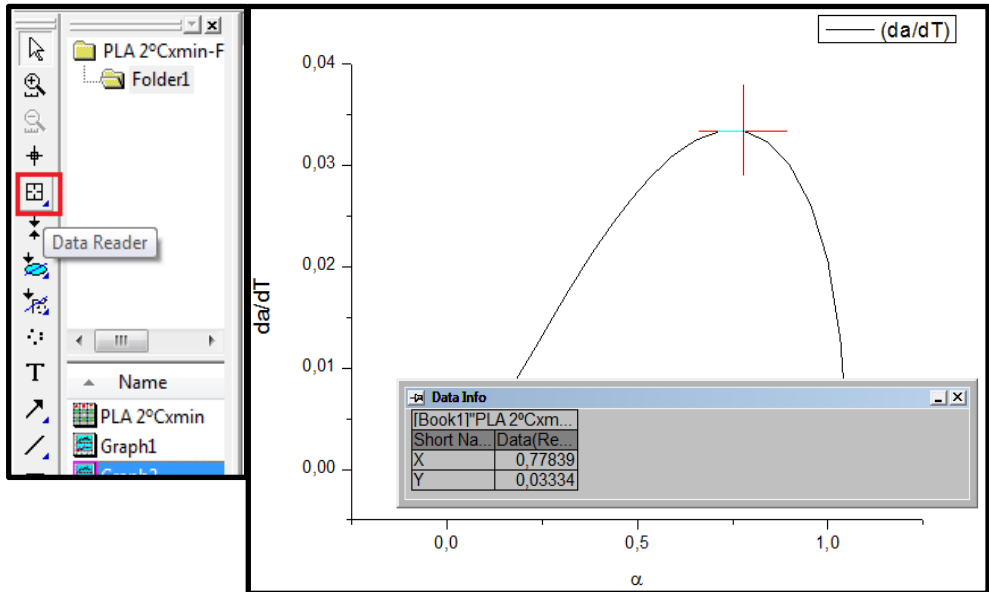 PLA 2ºCxmin-F
Folder1
Data Reader
T
Name
PLA 2ºCxmin
Graph1
(da/dT)
0,04
0,03
0,02
0,01
0,00
da/dT
Data Info
[Book1]"PLA 2ºCxm...
Short Na... Data(Re...
X 0,77839
Y 0,03334
0,0 0,5 1,0
α